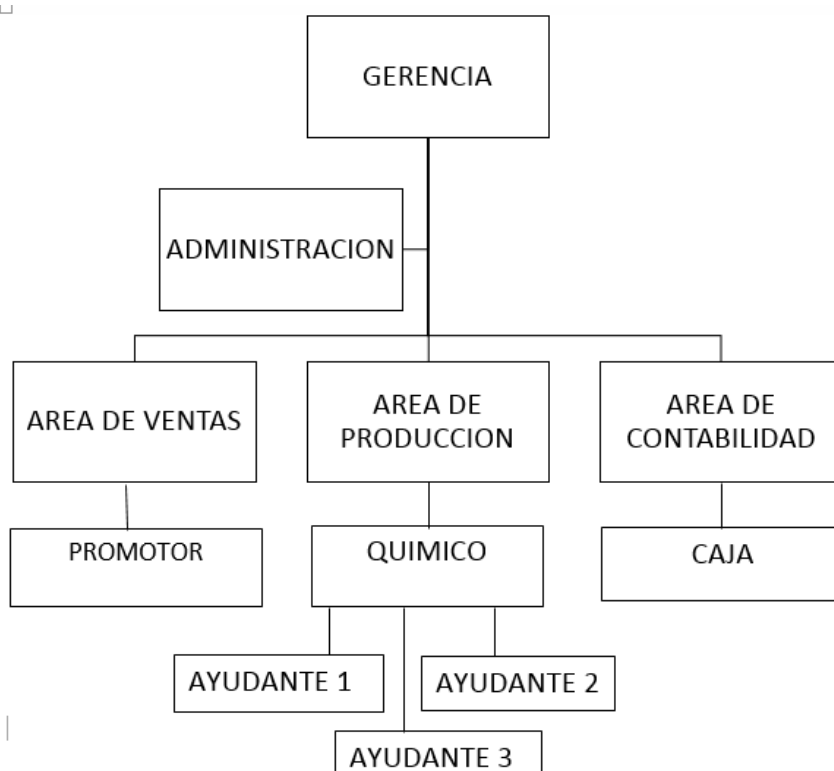 GERENCIA
ADMINISTRACION
AREA DE VENTAS
AREA DE
PRODUCCION
AREA DE
CONTABILIDAD
PROMOTOR
QUIMICO
CAJA
AYUDANTE 1
AYUDANTE 2
AYUDANTE 3